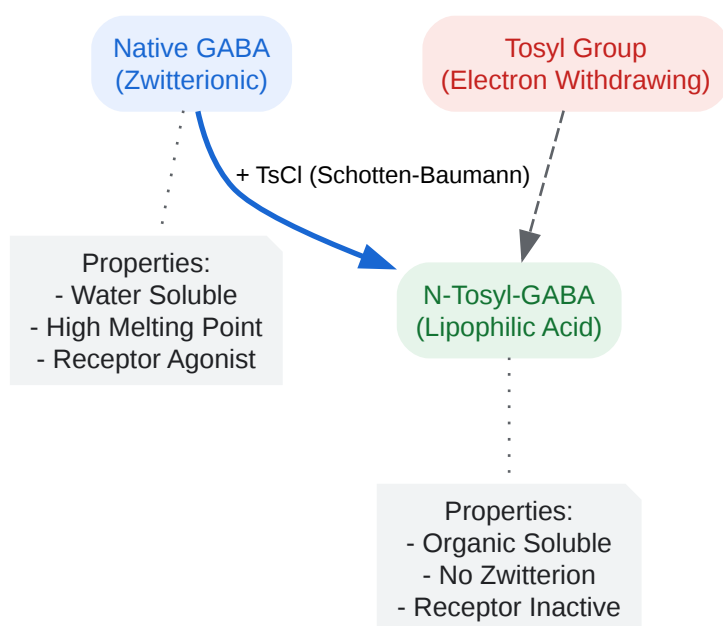 Native GABA
(Zwitterionic)
Tosyl Group
(Electron Withdrawing)
+ TsCl (Schotten-Baumann)
Properties:
- Water Soluble
- High Melting Point
- Receptor Agonist
N-Tosyl-GABA
(Lipophilic Acid)
Properties:
- Organic Soluble
- No Zwitterion
- Receptor Inactive